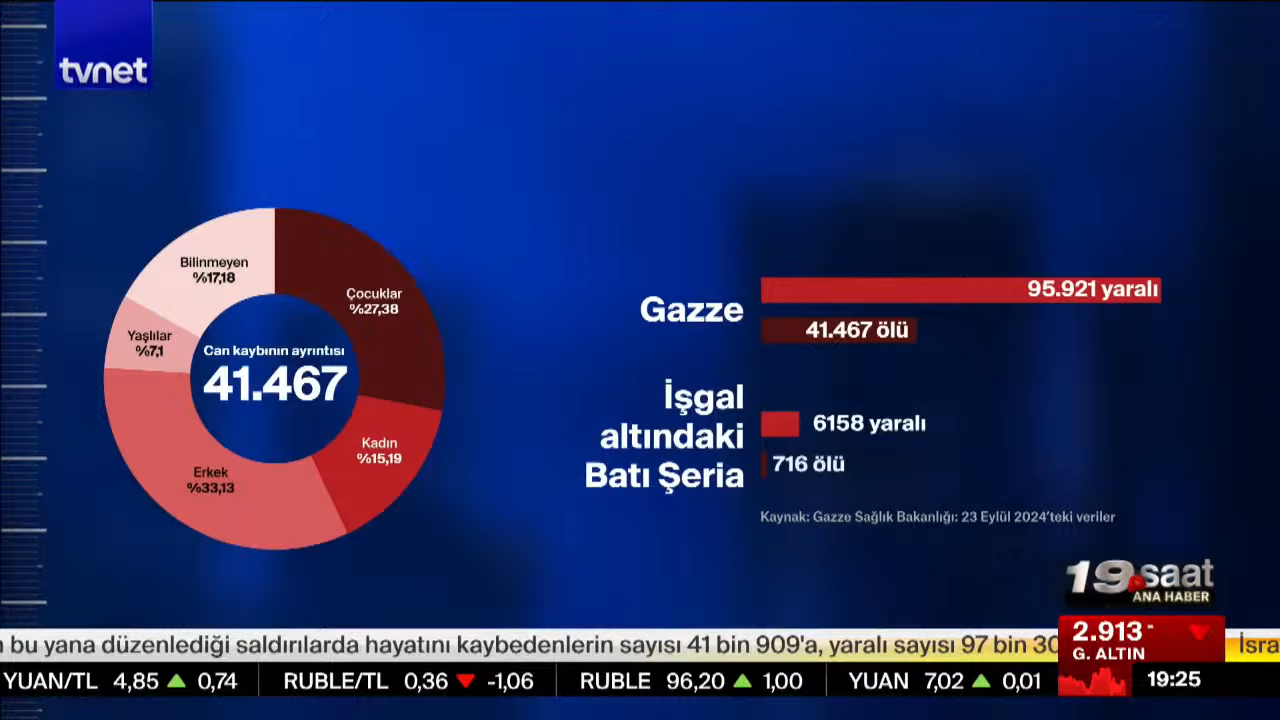 tvnet
Bilinmeyen
%17,18
Çocuklar
%27,38
Yaşlılar
%7,1
Can kaybının ayrıntısı
41.467
Kadın
%15,19
Erkek
%33,13
Gazze
95.921 yaralı
41.467 ölü
İşgal
altındaki
Batı Şeria
6158 yaralı
716 ölü
Kaynak: Gazze Sağlık Bakanlığı: 23 Eylül 2024'teki veriler
19 saat
ANA HABER
bu yana düzenlediği saldırılarda hayatını kaybedenlerin sayısı 41 bin 909'a, yaralı sayısı 97 bin
2.913
G. ALTIN
YUAN/TL 4,85 0,74 RUBLE/TL 0,36 -1,06 RUBLE 96,20 1,00 YUAN 7,02 0,01
19:25